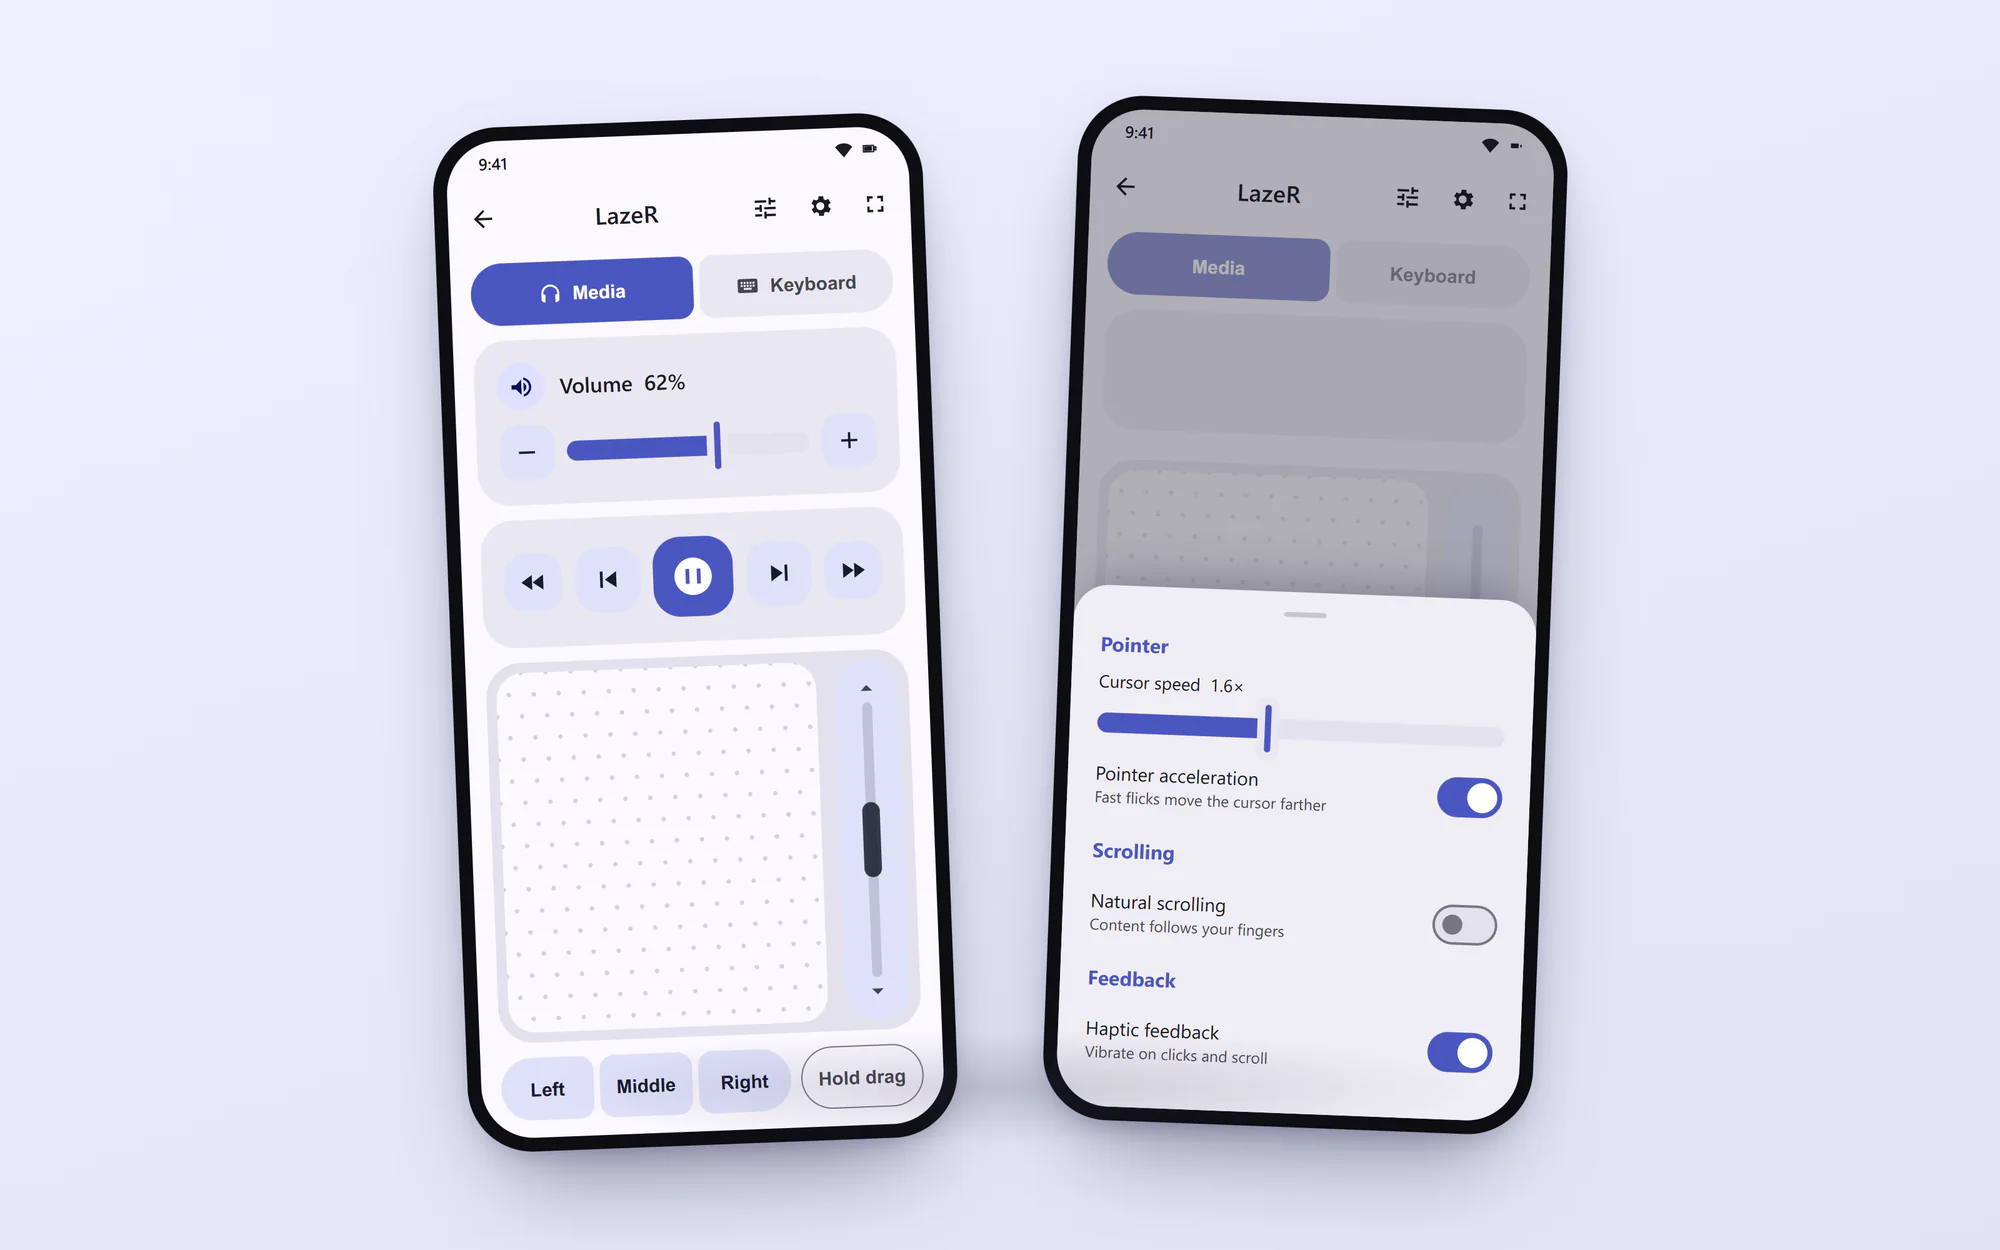 9:41
LazeR
Media
Keyboard
Volume 62%
Left
Middle
Right
Hold drag
9:41
LazeR
Media
Keyboard
Pointer
Cursor speed 1.6×
Pointer acceleration
Fast flicks move the cursor farther
Scrolling
Natural scrolling
Content follows your fingers
Feedback
Haptic feedback
Vibrate on clicks and scroll